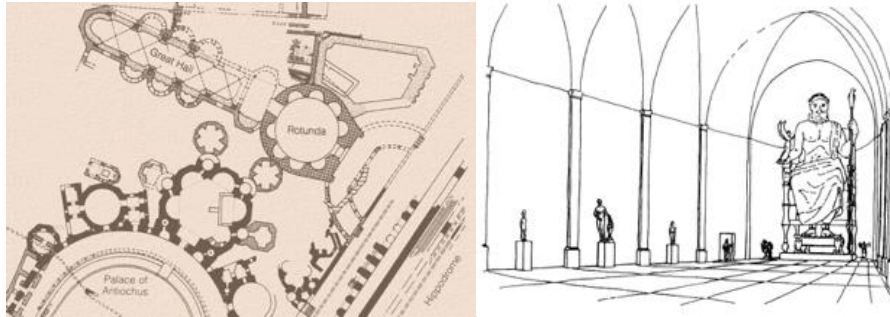 Great Hall
Rotunda
Palace of
Antiochus
Hippodrome